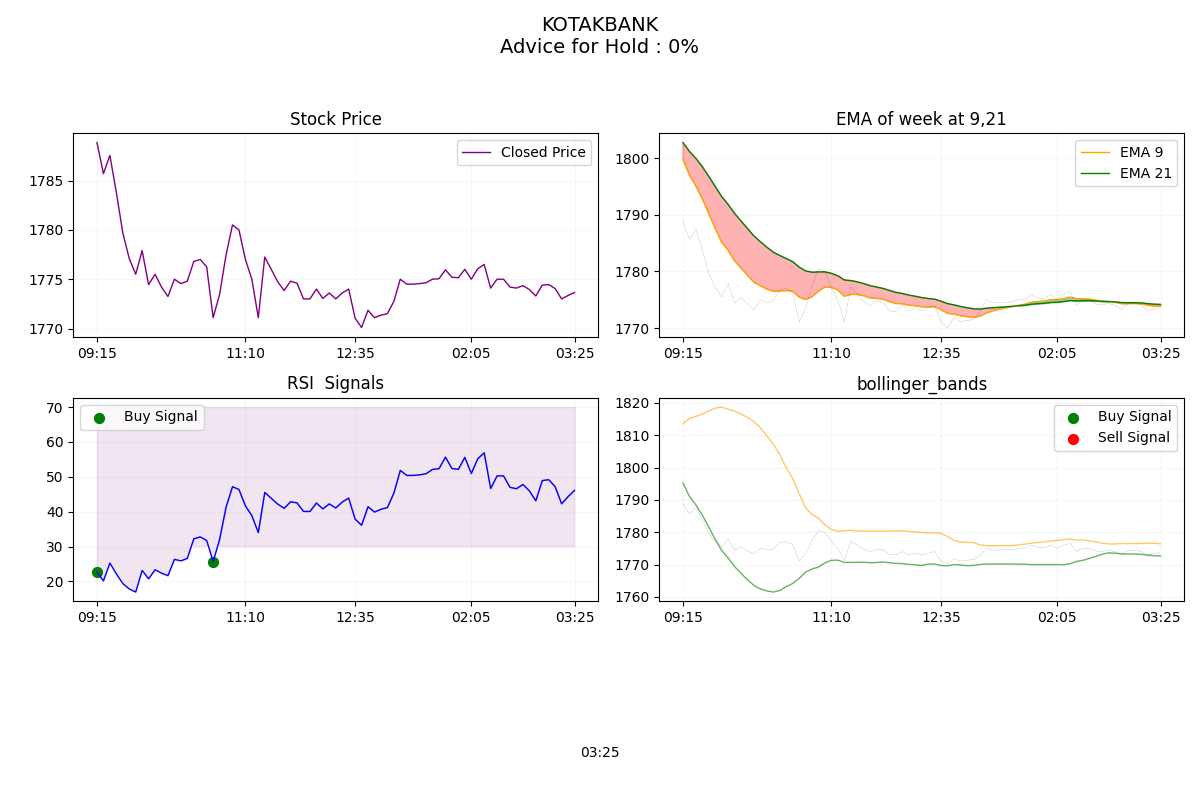 KOTAKBANK
Advice for Hold : 0%
Stock Price
Closed Price
1785
1780
1775
1770
09:15 11:10 12:35 02:05 03:25
EMA of week at 9,21
EMA 9
EMA 21
1800
1790
1780
1770
09:15 11:10 12:35 02:05 03:25
RSI  Signals
Buy Signal
70
60
50
40
30
20
09:15 11:10 12:35 02:05 03:25
bollinger_bands
Buy Signal
Sell Signal
1820
1810
1800
1790
1780
1770
1760
09:15 11:10 12:35 02:05 03:25
03:25